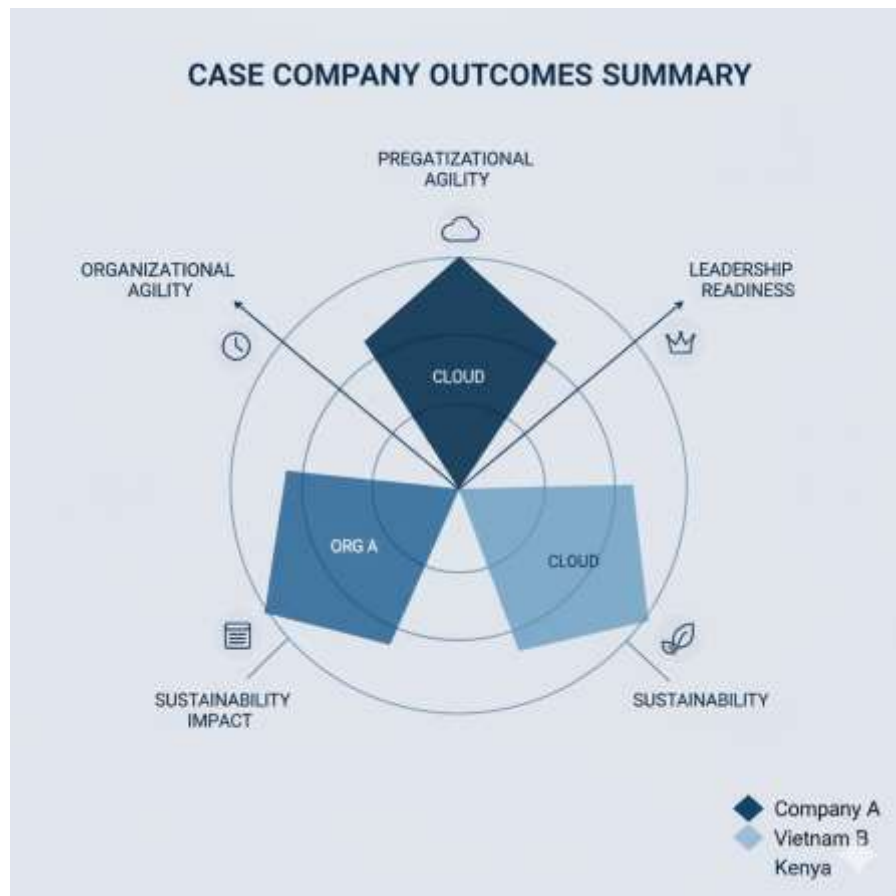 CASE COMPANY OUTCOMES SUMMARY
PREGATIZATIONAL
AGILITY
ORGANIZATIONAL
AGILITY
LEADERSHIP
READINESS
CLOUD
ORG A
CLOUD
SUSTAINABILITY
IMPACT
SUSTAINABILITY
Company A
Vietnam B
Kenya